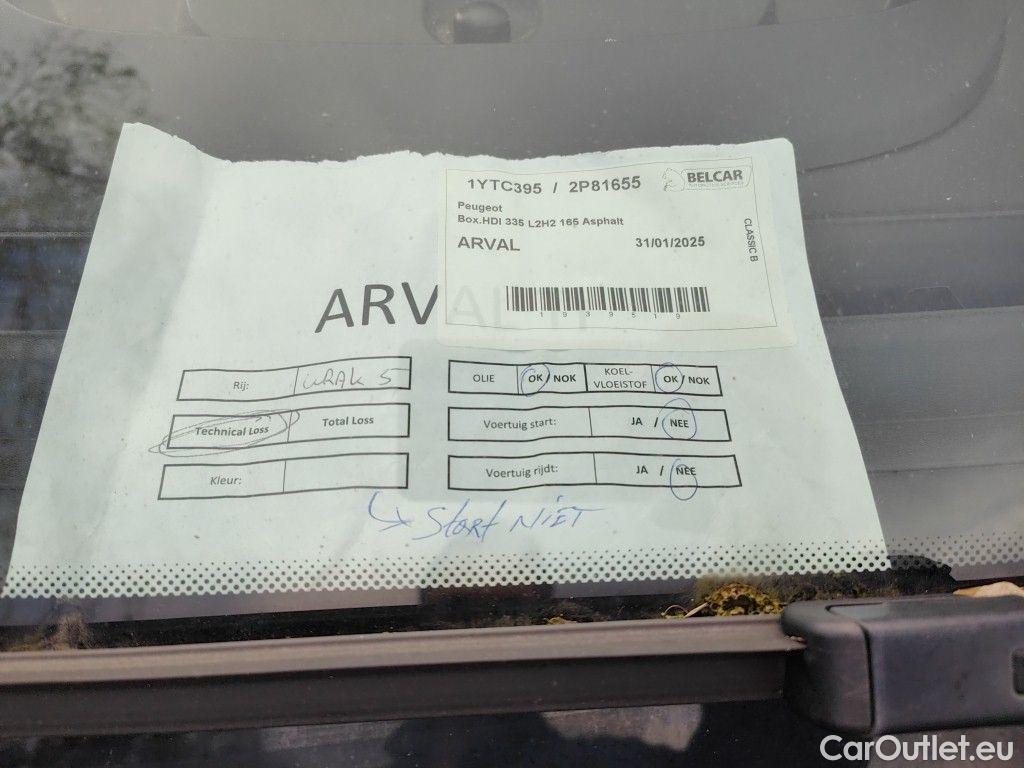 1YTC395 / 2P81655
BELCAR
Peugeot
Box.HDI 335 L2H2 165 Asphalt
ARVAL 31/01/2025
CLASSIC B
ARVAL
1939519
Rij: WRAK 5
OLIE OK / NOK KOEL-VLOEISTOF OK / NOK
Technical Loss Total Loss
Voertuig start: JA / NEE
Kleur:
Voertuig rijdt: JA / NEE
Start NIET
CarOutlet.eu